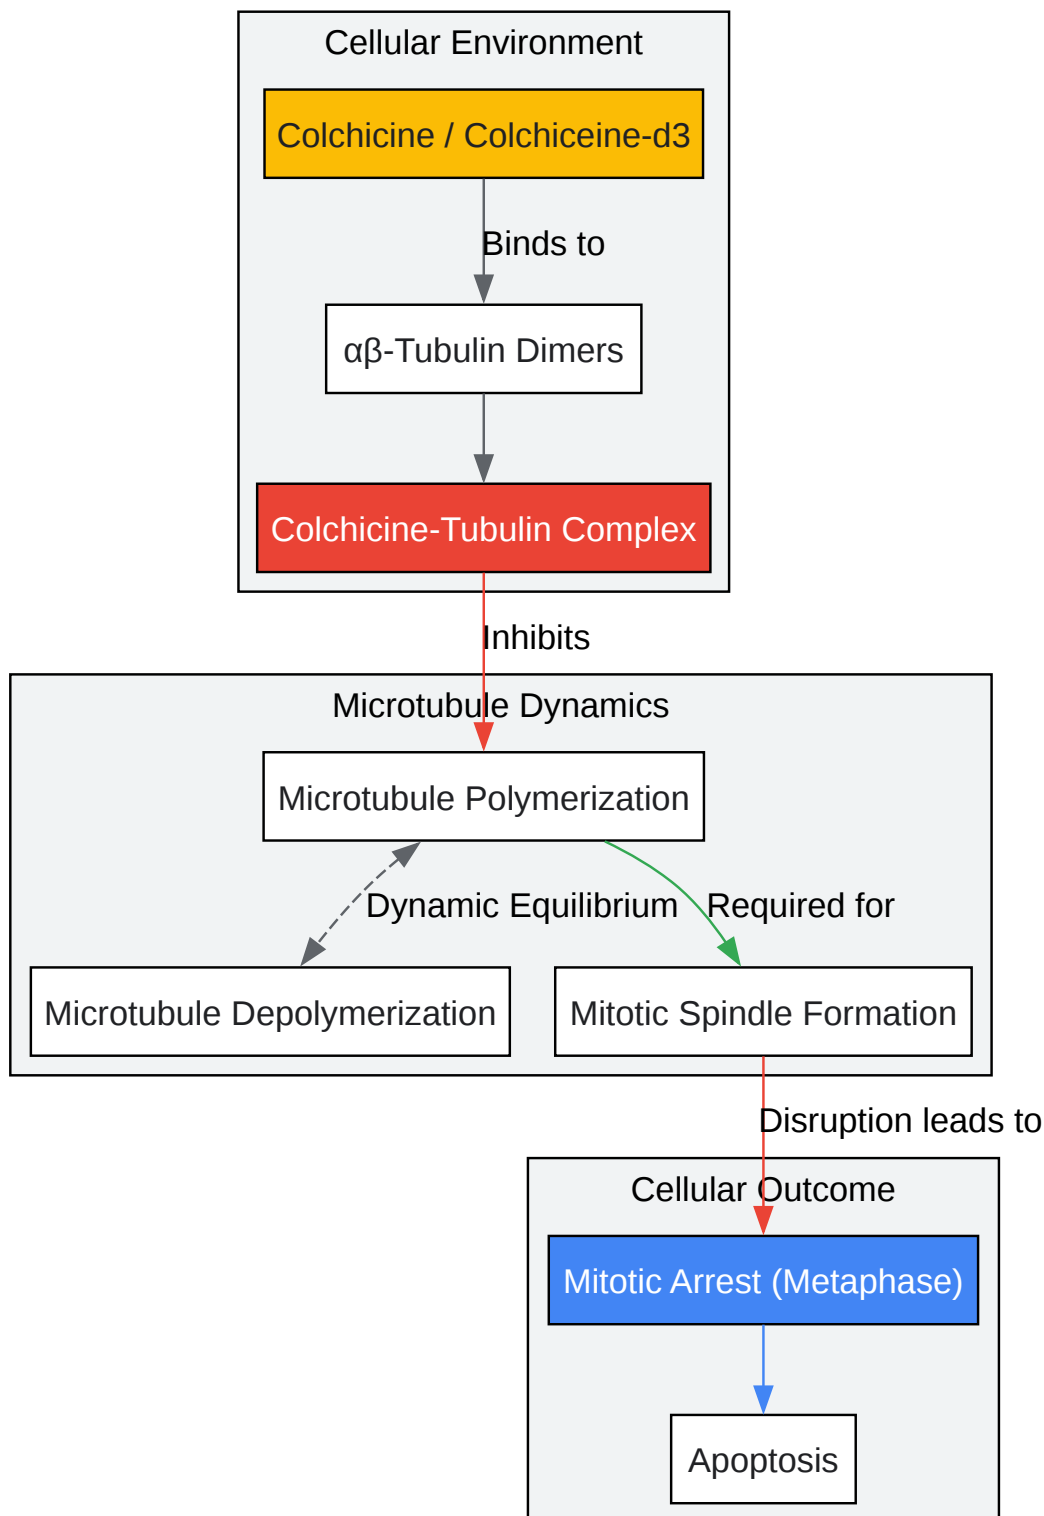 Cellular Environment
Colchicine / Colchiceine-d3
Binds to
αβ-Tubulin Dimers
Colchicine-Tubulin Complex
Inhibits
Microtubule Dynamics
Microtubule Polymerization
Dynamic Equilibrium
Required for
Microtubule Depolymerization
Mitotic Spindle Formation
Disruption leads to
Cellular Outcome
Mitotic Arrest (Metaphase)
Apoptosis